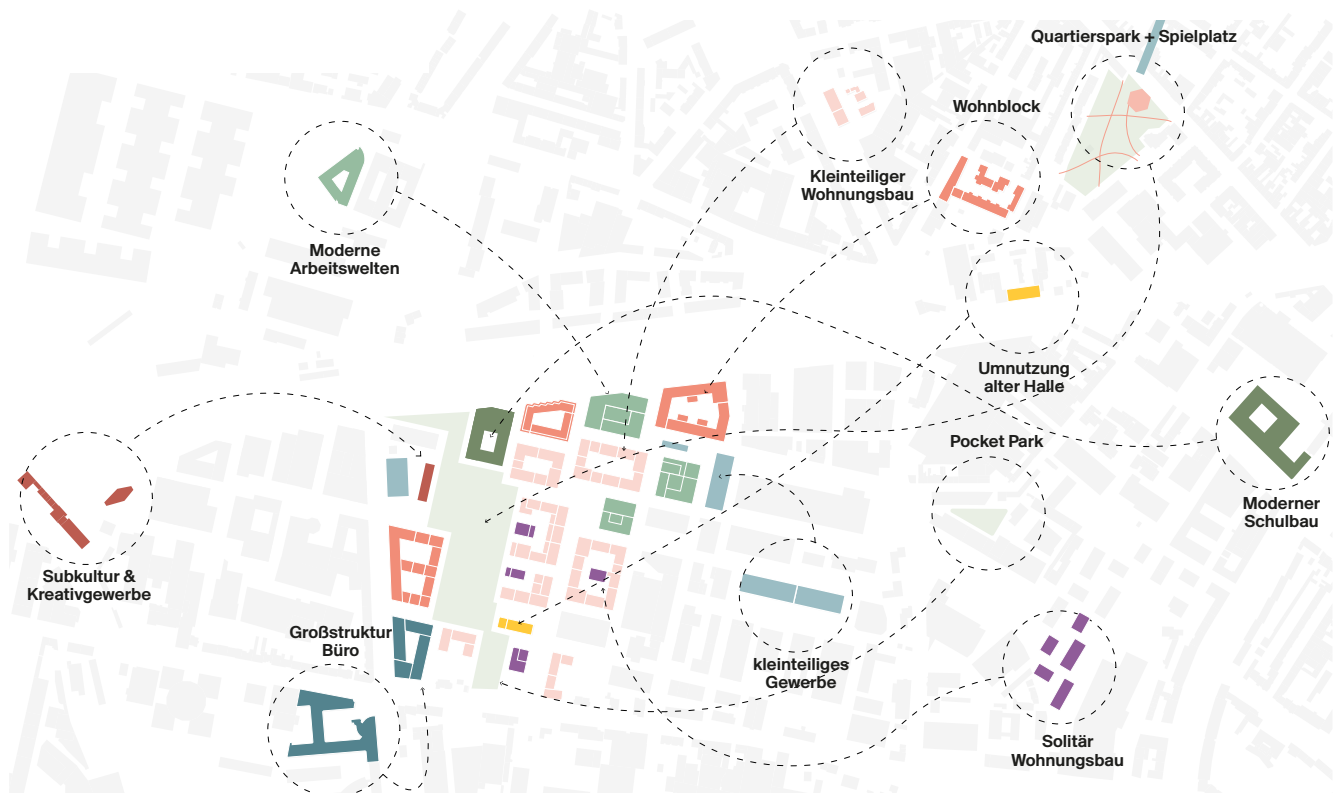 Quartierspark + Spielplatz
Wohnblock
Kleinteiliger
Wohnungsbau
Moderne
Arbeitswelten
Umnutzung
alter Halle
Pocket Park
Moderner
Schulbau
Subkultur &
Kreativgewerbe
Großstruktur
Büro
kleinteiliges
Gewerbe
Solitär
Wohnungsbau